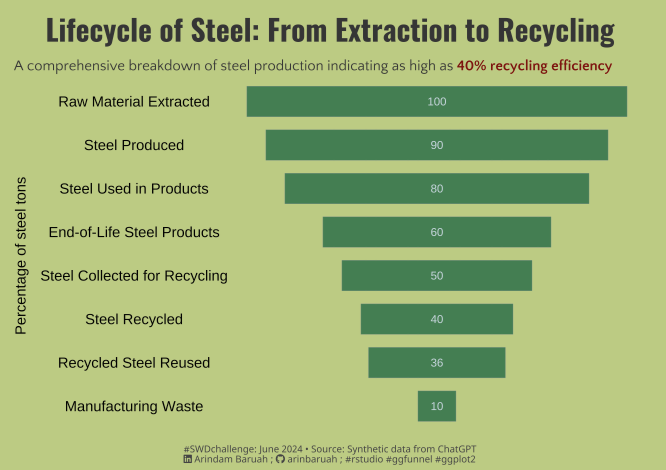 Lifecycle of Steel: From Extraction to Recycling
A comprehensive breakdown of steel production indicating as high as 40% recycling efficiency
Percentage of steel tons
Raw Material Extracted 100
Steel Produced 90
Steel Used in Products 80
End-of-Life Steel Products 60
Steel Collected for Recycling 50
Steel Recycled 40
Recycled Steel Reused 36
Manufacturing Waste 10
#SWDchallenge: June 2024 • Source: Synthetic data from ChatGPT
Arindam Baruah ; arinbaruah ; #rstudio #ggfunnel #ggplot2